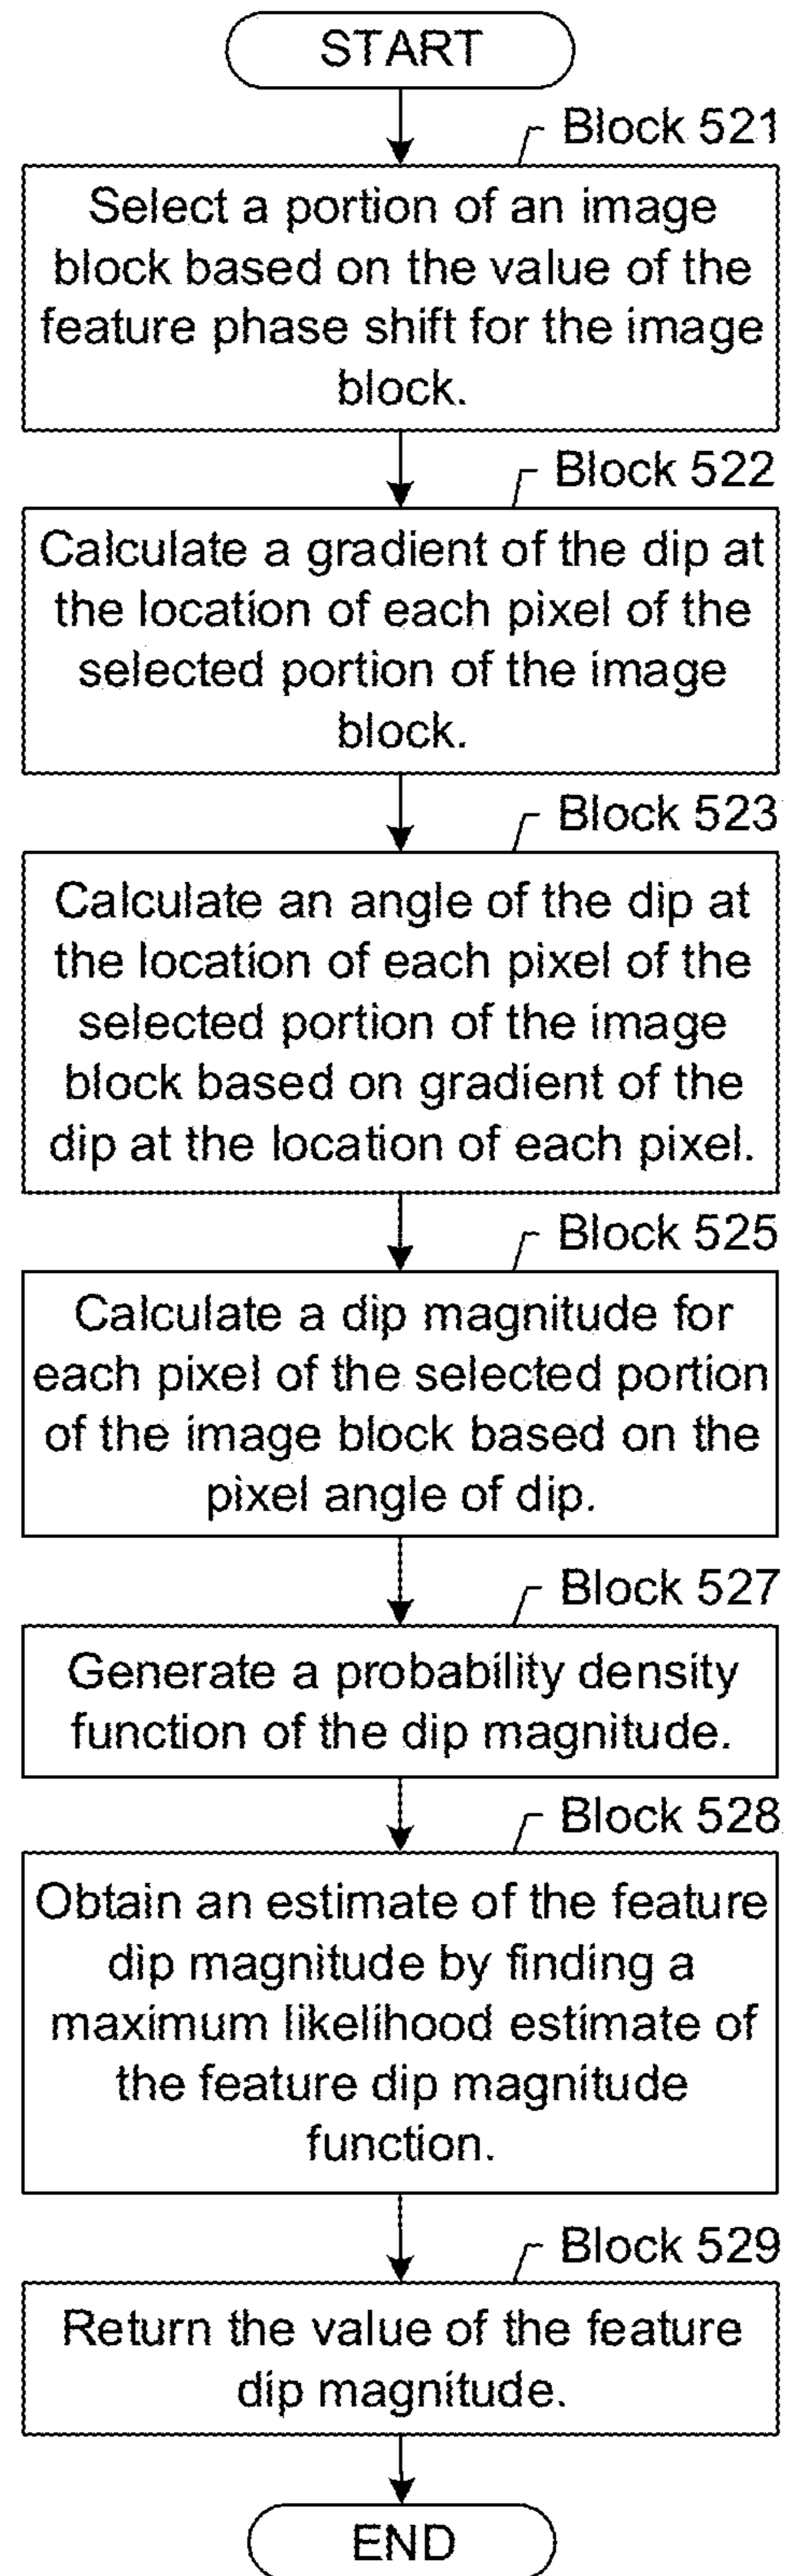 START
Block 521
Select a portion of an image
block based on the value of the
feature phase shift for the image
block.
Block 522
Calculate a gradient of the dip at
the location of each pixel of the
selected portion of the image
block.
Block 523
Calculate an angle of the dip at
the location of each pixel of the
selected portion of the image
block based on gradient of the
dip at the location of each pixel.
Block 525
Calculate a dip magnitude for
each pixel of the selected portion
of the image block based on the
pixel angle of dip.
Block 527
Generate a probability density
function of the dip magnitude.
Block 528
Obtain an estimate of the feature
dip magnitude by finding a
maximum likelihood estimate of
the feature dip magnitude
function.
Block 529
Return the value of the feature
dip magnitude.
END